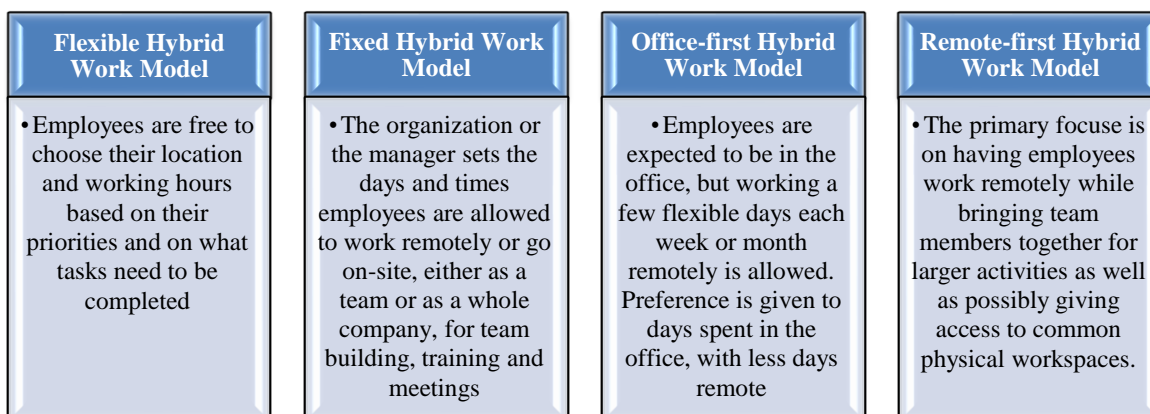 Flexible Hybrid
Work Model
•Employees are free to
choose their location
and working hours
based on their
priorities and on what
tasks need to be
completed
Fixed Hybrid Work
Model
•The organization or
the manager sets the
days and times
employees are allowed
to work remotely or go
on-site, either as a
team or as a whole
company, for team
building, training and
meetings
Office-first Hybrid
Work Model
•Employees are
expected to be in the
office, but working a
few flexible days each
week or month
remotely is allowed.
Preference is given to
days spent in the
office, with less days
remote
Remote-first Hybrid
Work Model
•The primary focuse is
on having employees
work remotely while
bringing team
members together for
larger activities as well
as possibly giving
access to common
physical workspaces.